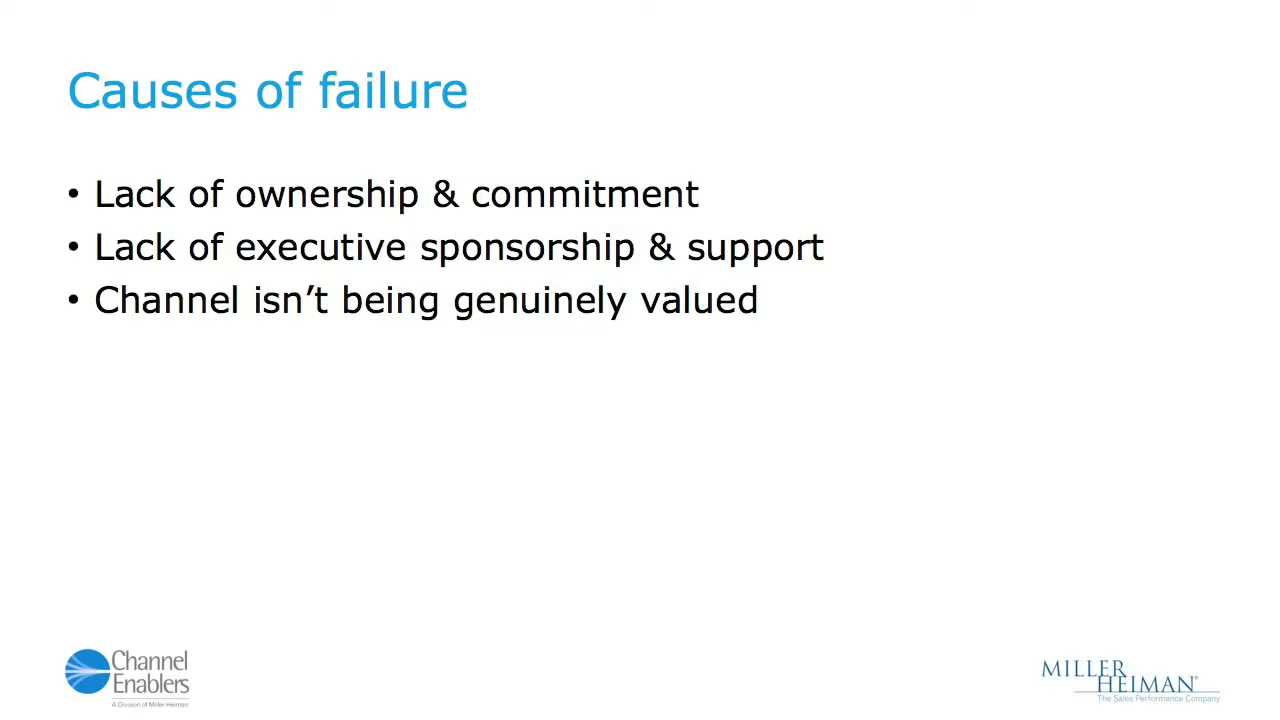 Causes of failure
• Lack of ownership & commitment
• Lack of executive sponsorship & support
• Channel isn’t being genuinely valued
Channel
Enablers
A Division of Miller Heiman
MILLER
HEIMAN®
The Sales Performance Company